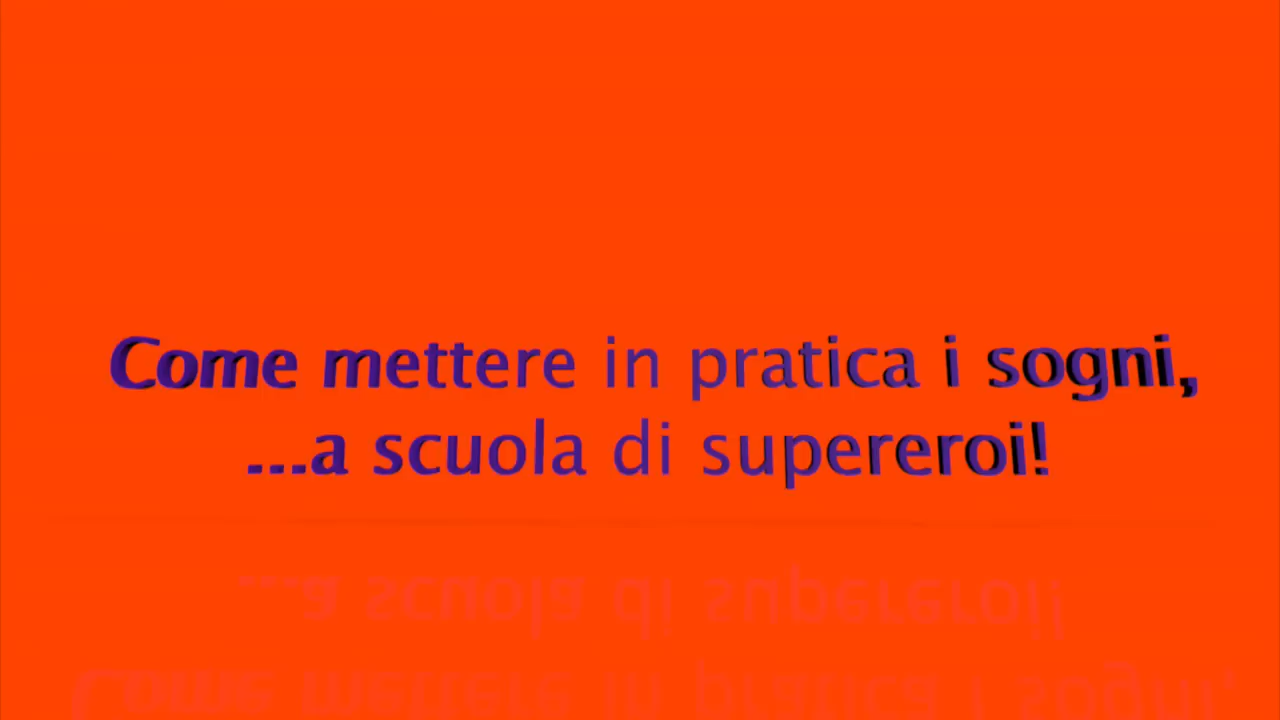 Come mettere in pratica i sogni,
...a scuola di supereroi!